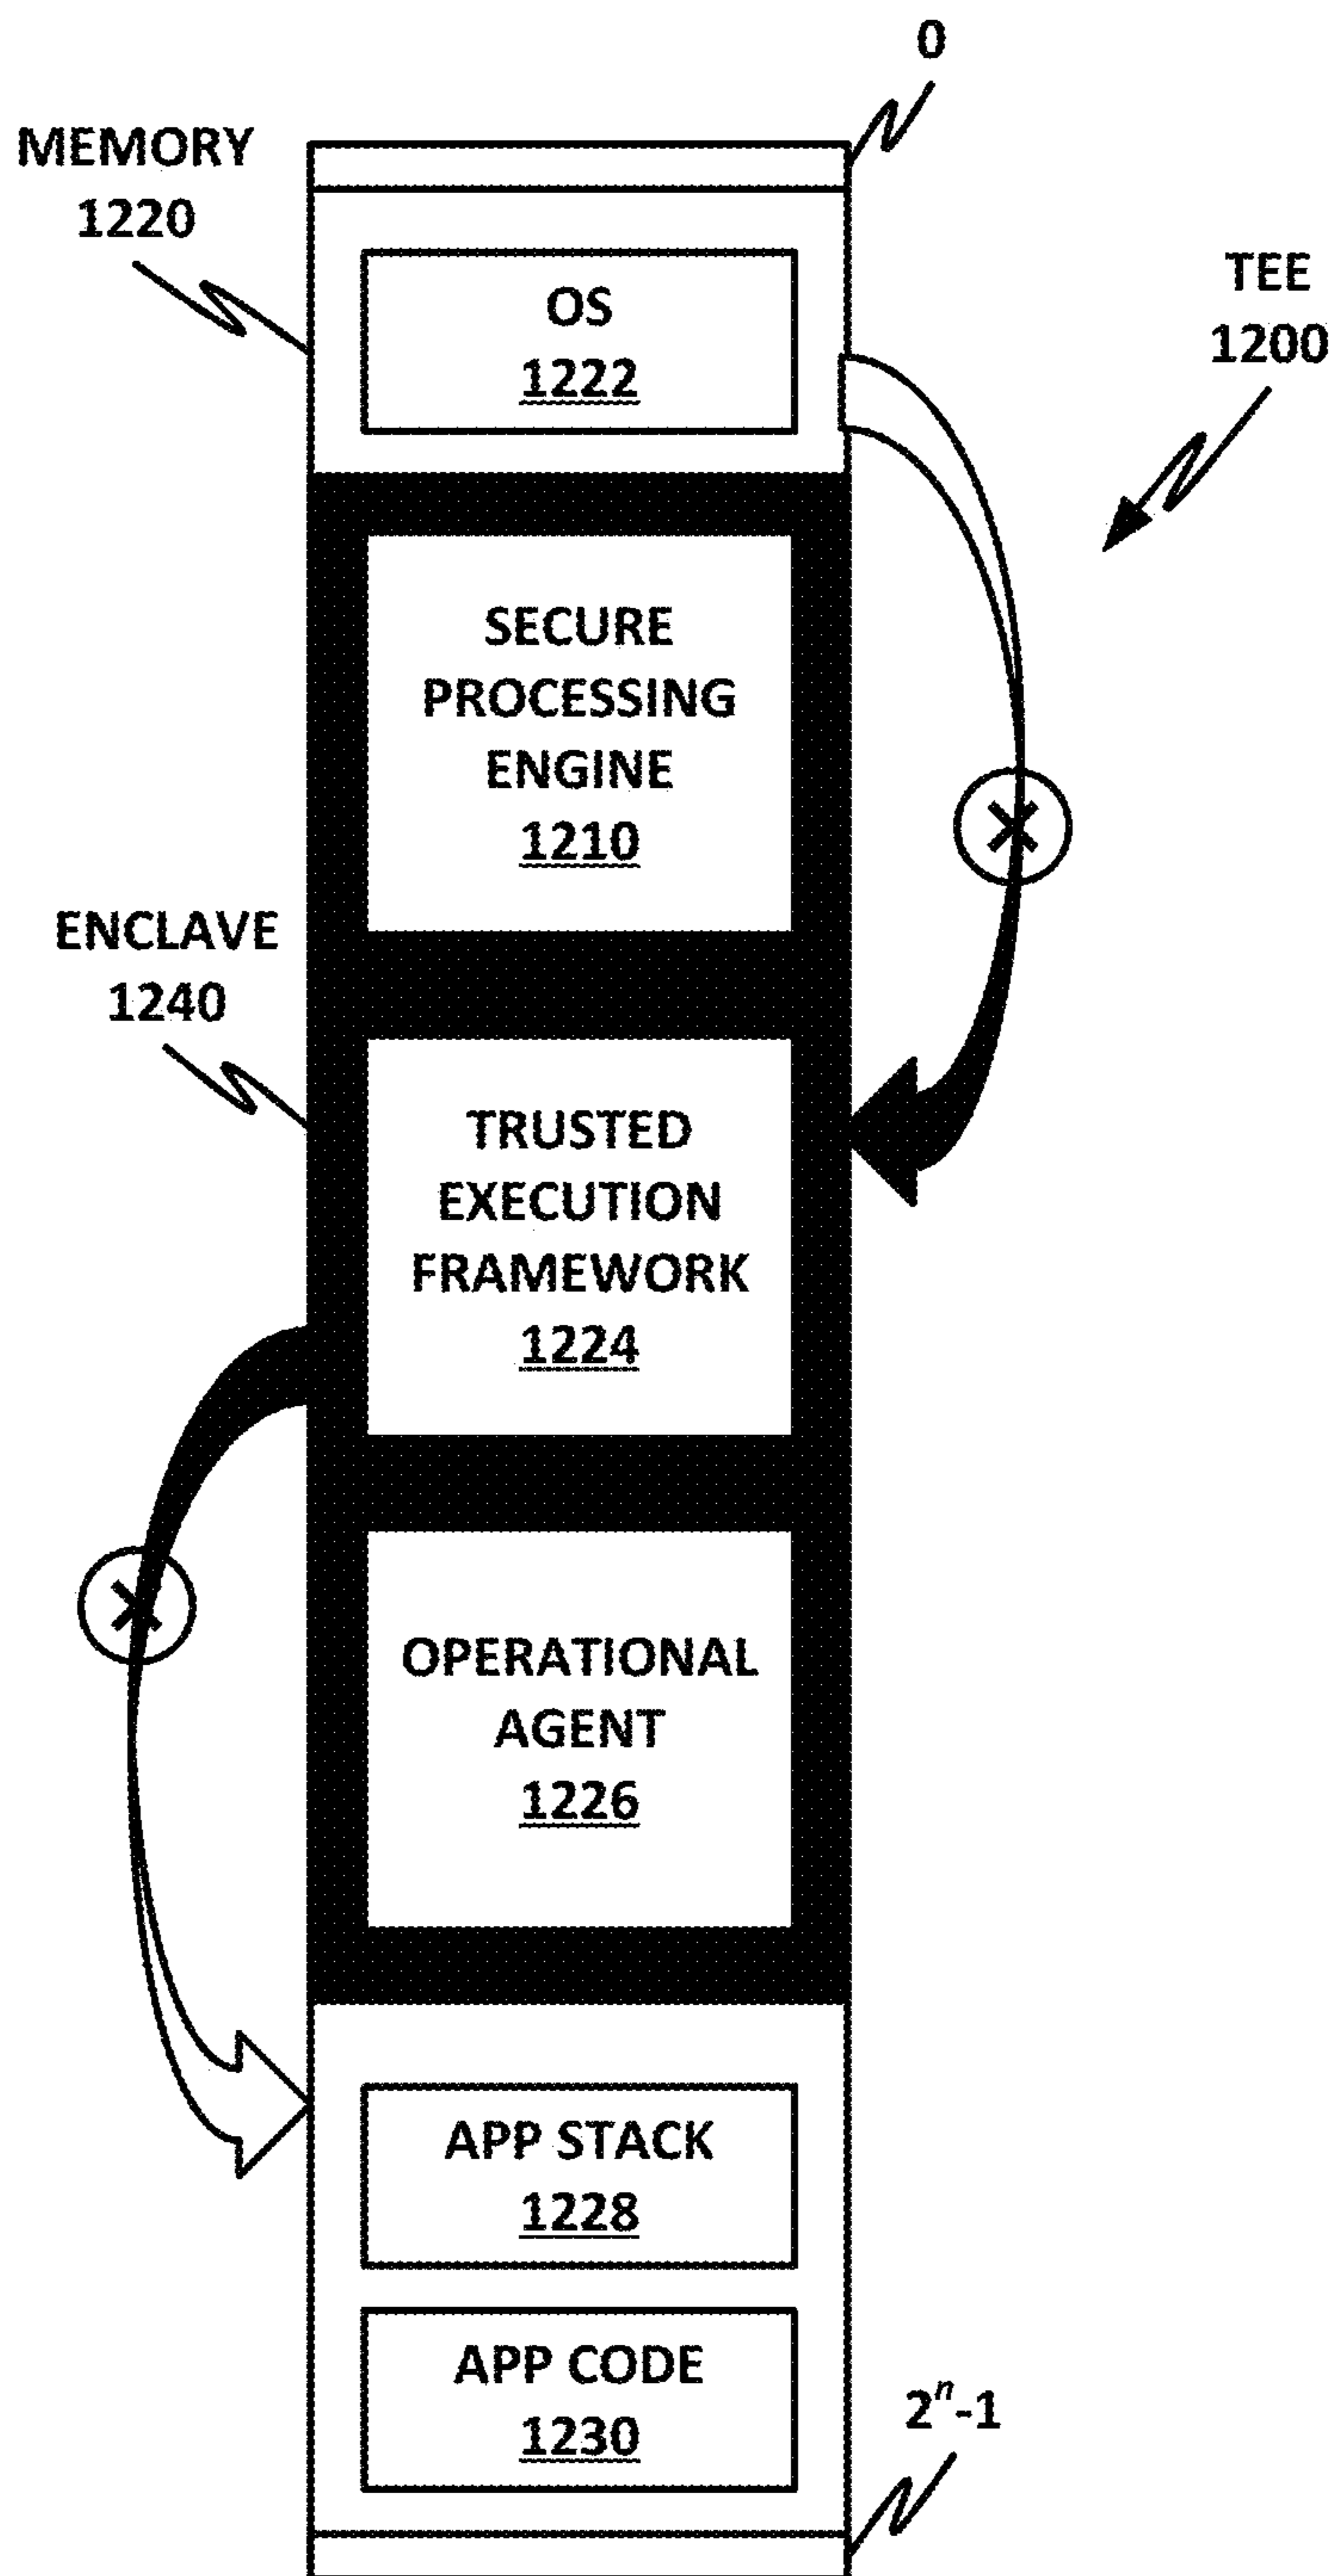 0
MEMORY
1220
TEE
1200
OS
1222
SECURE
PROCESSING
ENGINE
1210
ENCLAVE
1240
TRUSTED
EXECUTION
FRAMEWORK
1224
OPERATIONAL
AGENT
1226
APP STACK
1228
APP CODE
1230
2ⁿ-1